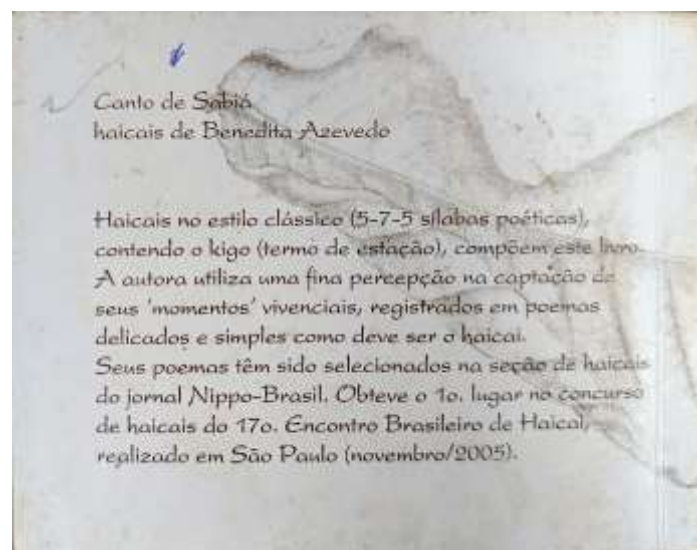 Canto de Sabiá
haicais de Benedita Azevedo
Haicais no estilo clássico (5-7-5 sílabas poéticas),
contendo o kigo (termo de estação), compõem este livro.
A autora utiliza uma fina percepção na captação de
seus 'momentos' vivenciais, registrados em poemas
delicados e simples como deve ser o haicai.
Seus poemas têm sido selecionados na seção de haicais
do jornal Nippo-Brasil. Obteve o 1o. lugar no concurso
de haicais do 17o. Encontro Brasileiro de Haicai,
realizado em São Paulo (novembro/2005).